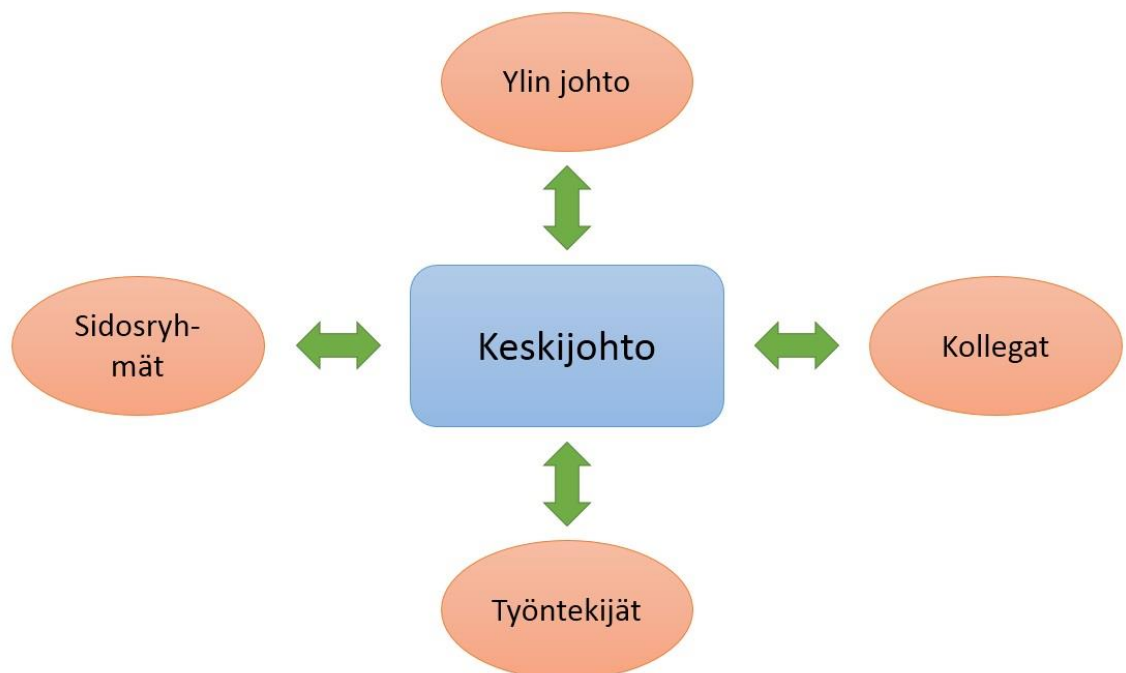 Ylin johto
Sidosryh-
mät
Keskijohto
Kollegat
Työntekijät